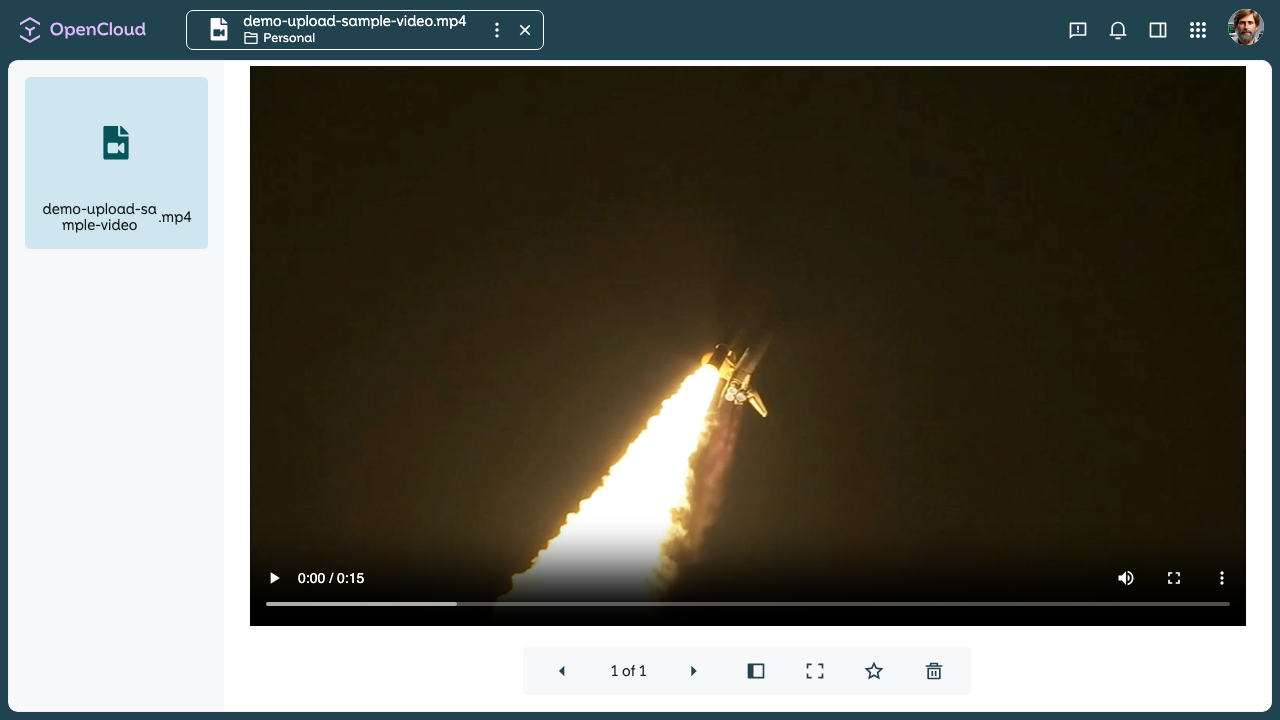 OpenCloud
demo-upload-sample-video.mp4
Personal
demo-upload-sa
mple-video
.mp4
0:00 / 0:15
1 of 1